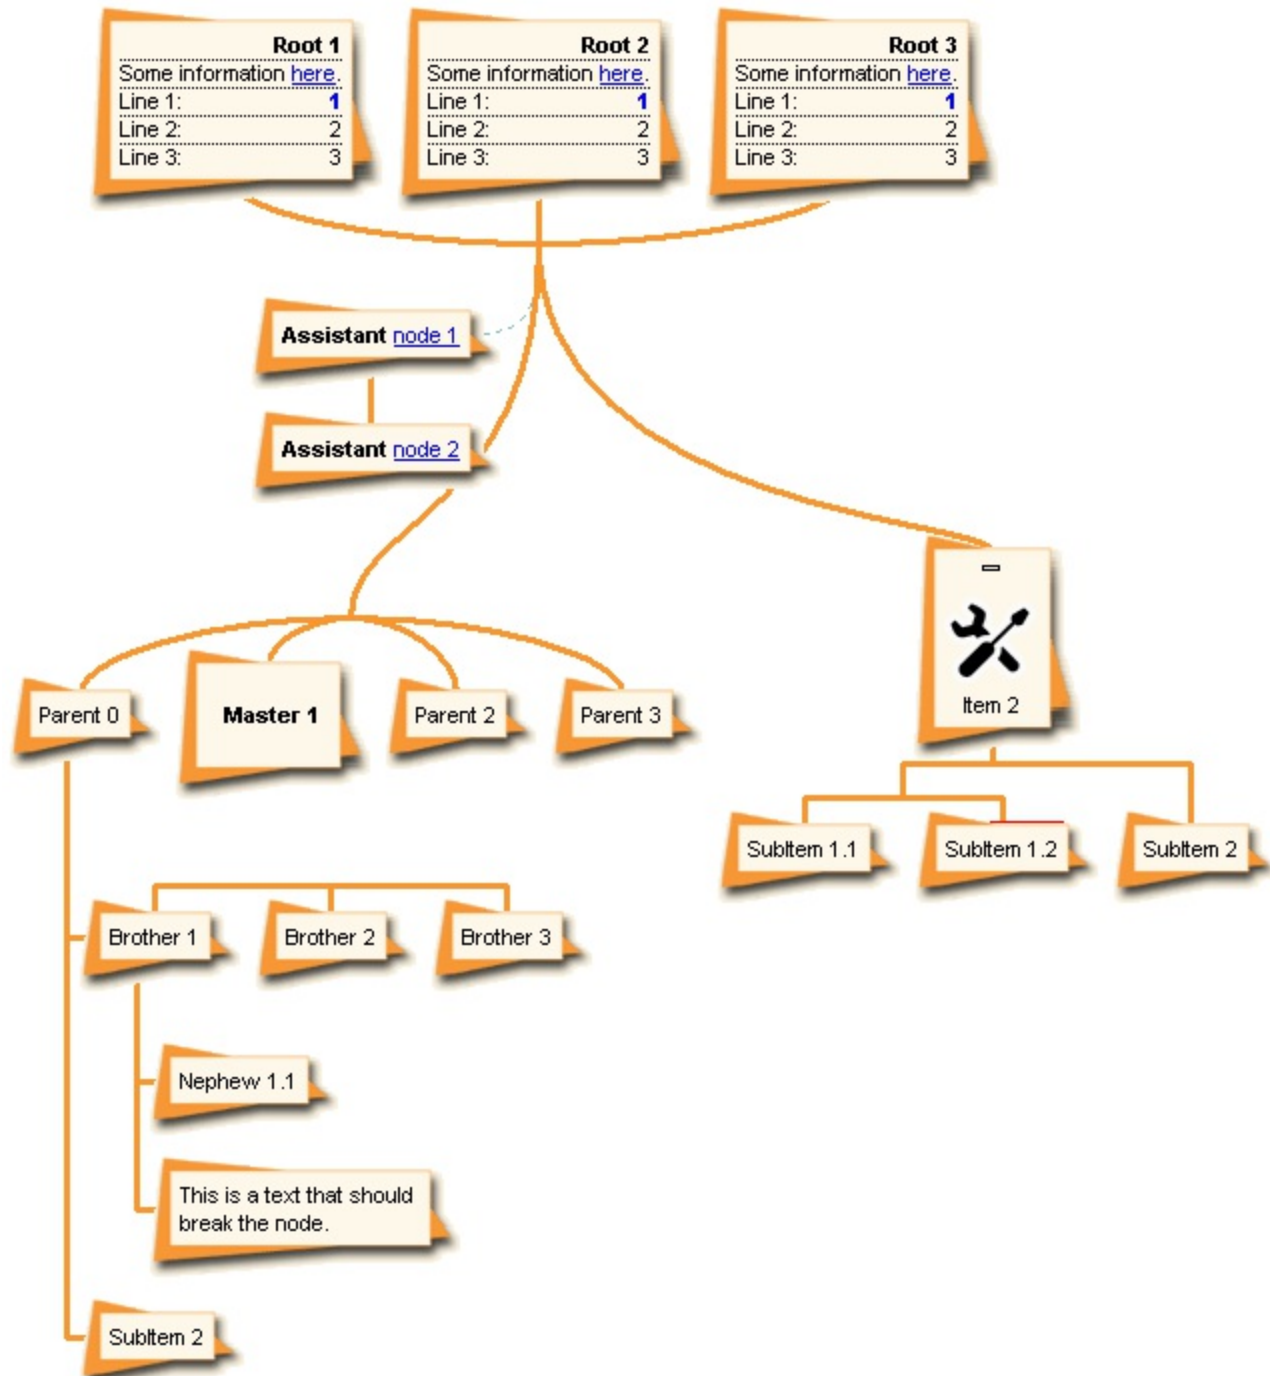 Root 1
Some information here.
Line 1: 1
Line 2: 2
Line 3: 3
Root 2
Some information here.
Line 1: 1
Line 2: 2
Line 3: 3
Root 3
Some information here.
Line 1: 1
Line 2: 2
Line 3: 3
Assistant node 1
Assistant node 2
Parent 0
Master 1
Parent 2
Parent 3
Item 2
SubItem 1.1
SubItem 1.2
SubItem 2
Brother 1
Brother 2
Brother 3
Nephew 1.1
This is a text that should
break the node.
SubItem 2